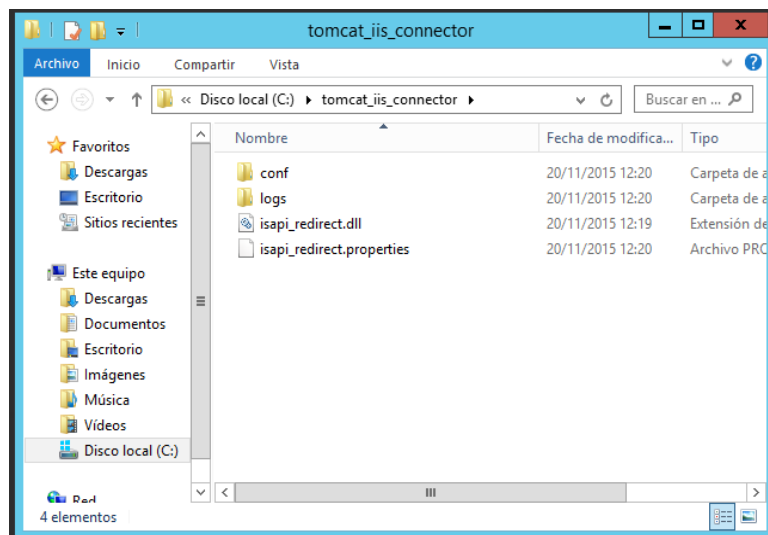 tomcat_iis_connector
Archivo Inicio Compartir Vista
« Disco local (C:) tomcat_iis_connector Buscar en ...
Nombre Fecha de modifica... Tipo
Favoritos
Descargas
Escritorio
Sitios recientes
Este equipo
Descargas
Documentos
Escritorio
Imágenes
Música
Vídeos
Disco local (C:)
Red
conf 20/11/2015 12:20 Carpeta de a
logs 20/11/2015 12:20 Carpeta de a
isapi_redirect.dll 20/11/2015 12:19 Extensión de
isapi_redirect.properties 20/11/2015 12:20 Archivo PRO
4 elementos